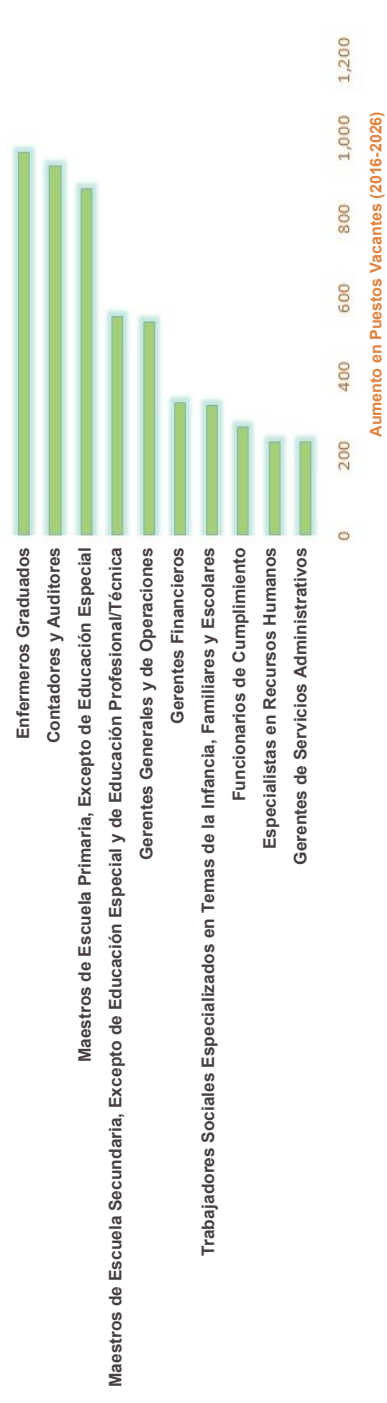 Enfermeros Graduados
Contadores y Auditores
Maestros de Escuela Primaria, Excepto de Educación Especial
Maestros de Escuela Secundaria, Excepto de Educación Especial y de Educación Profesional/Técnica
Gerentes Generales y de Operaciones
Gerentes Financieros
Trabajadores Sociales Especializados en Temas de la Infancia, Familiares y Escolares
Funcionarios de Cumplimiento
Especialistas en Recursos Humanos
Gerentes de Servicios Administrativos
0 200 400 600 800 1,000 1,200
Aumento en Puestos Vacantes (2016-2026)